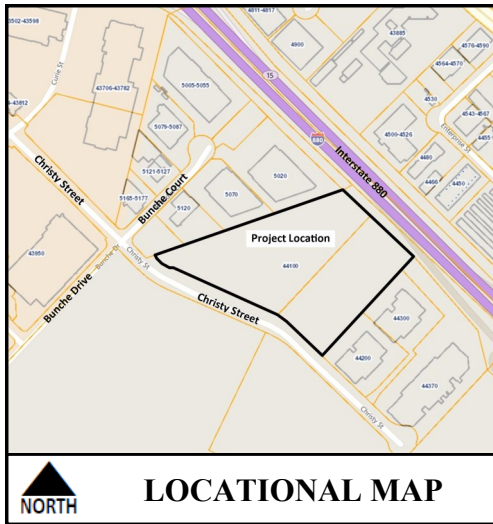 4811-4817
3502-43598
4900
43885
4576-4590
Curie St
15
4564-4570
5005-5055
43706-43782
880
4530
4543-4567
4-43812
5079-5087
4509-4526
Enterprise St
4455-
Interstate 880
4480
Christy Street
5121-5127
4466
4450
Bunche Court
5020
5165-5177
5070
5120
Project Location
43950
Christy St
Bunche Dr
44100
Bunche Drive
Christy Street
44300
44200
44370
Christy St
NORTH
LOCATIONAL MAP